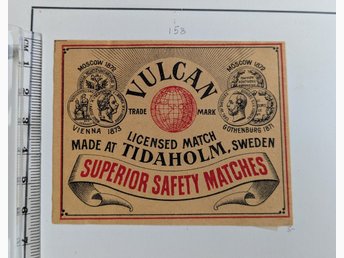 153
MOSCOW 1872
MOSCOW 1872
VULCAN
TRADE MARK
VIENNA 1873
GOTHENBURG 1871
LICENSED MATCH
MADE AT TIDAHOLM, SWEDEN
SUPERIOR SAFETY MATCHES